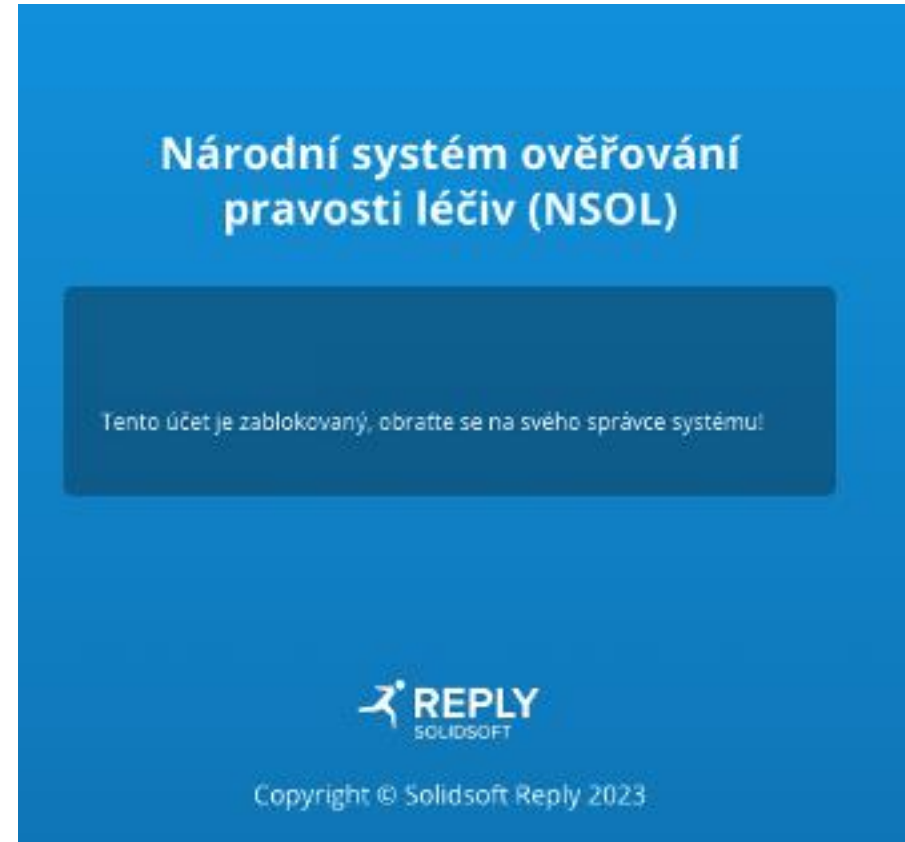 Národní systém ověřování
pravosti léčiv (NSOL)
Tento účet je zablokovaný, obraťte se na svého správce systému!
REPLY
SOLIDSOFT
Copyright © Solidsoft Reply 2023